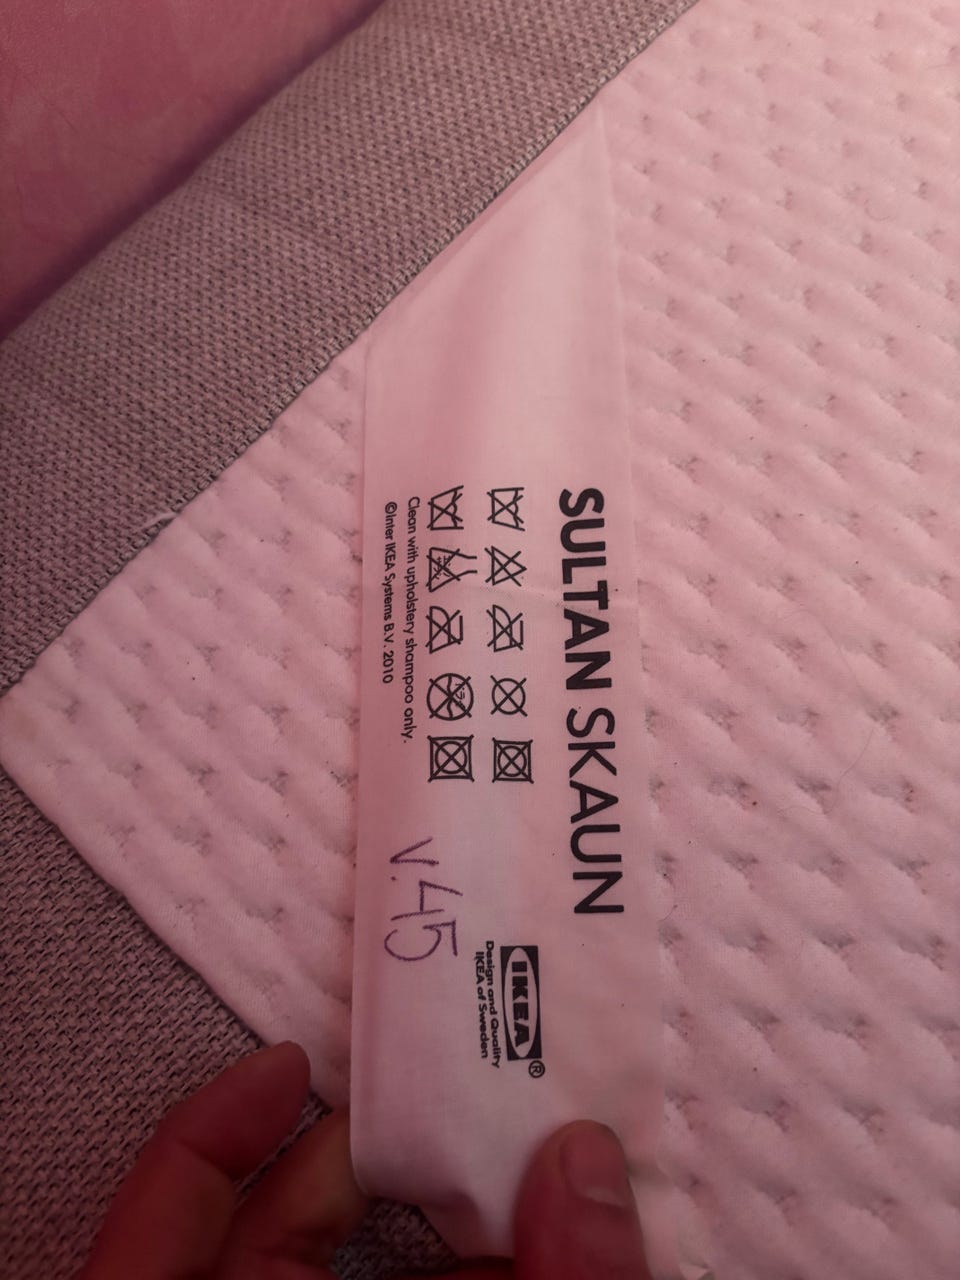 SULTAN SKAUN
Clean with upholstery shampoo only.
©Inter IKEA Systems B.V. 2010
v.45
IKEA®
Design and Quality
IKEA of Sweden